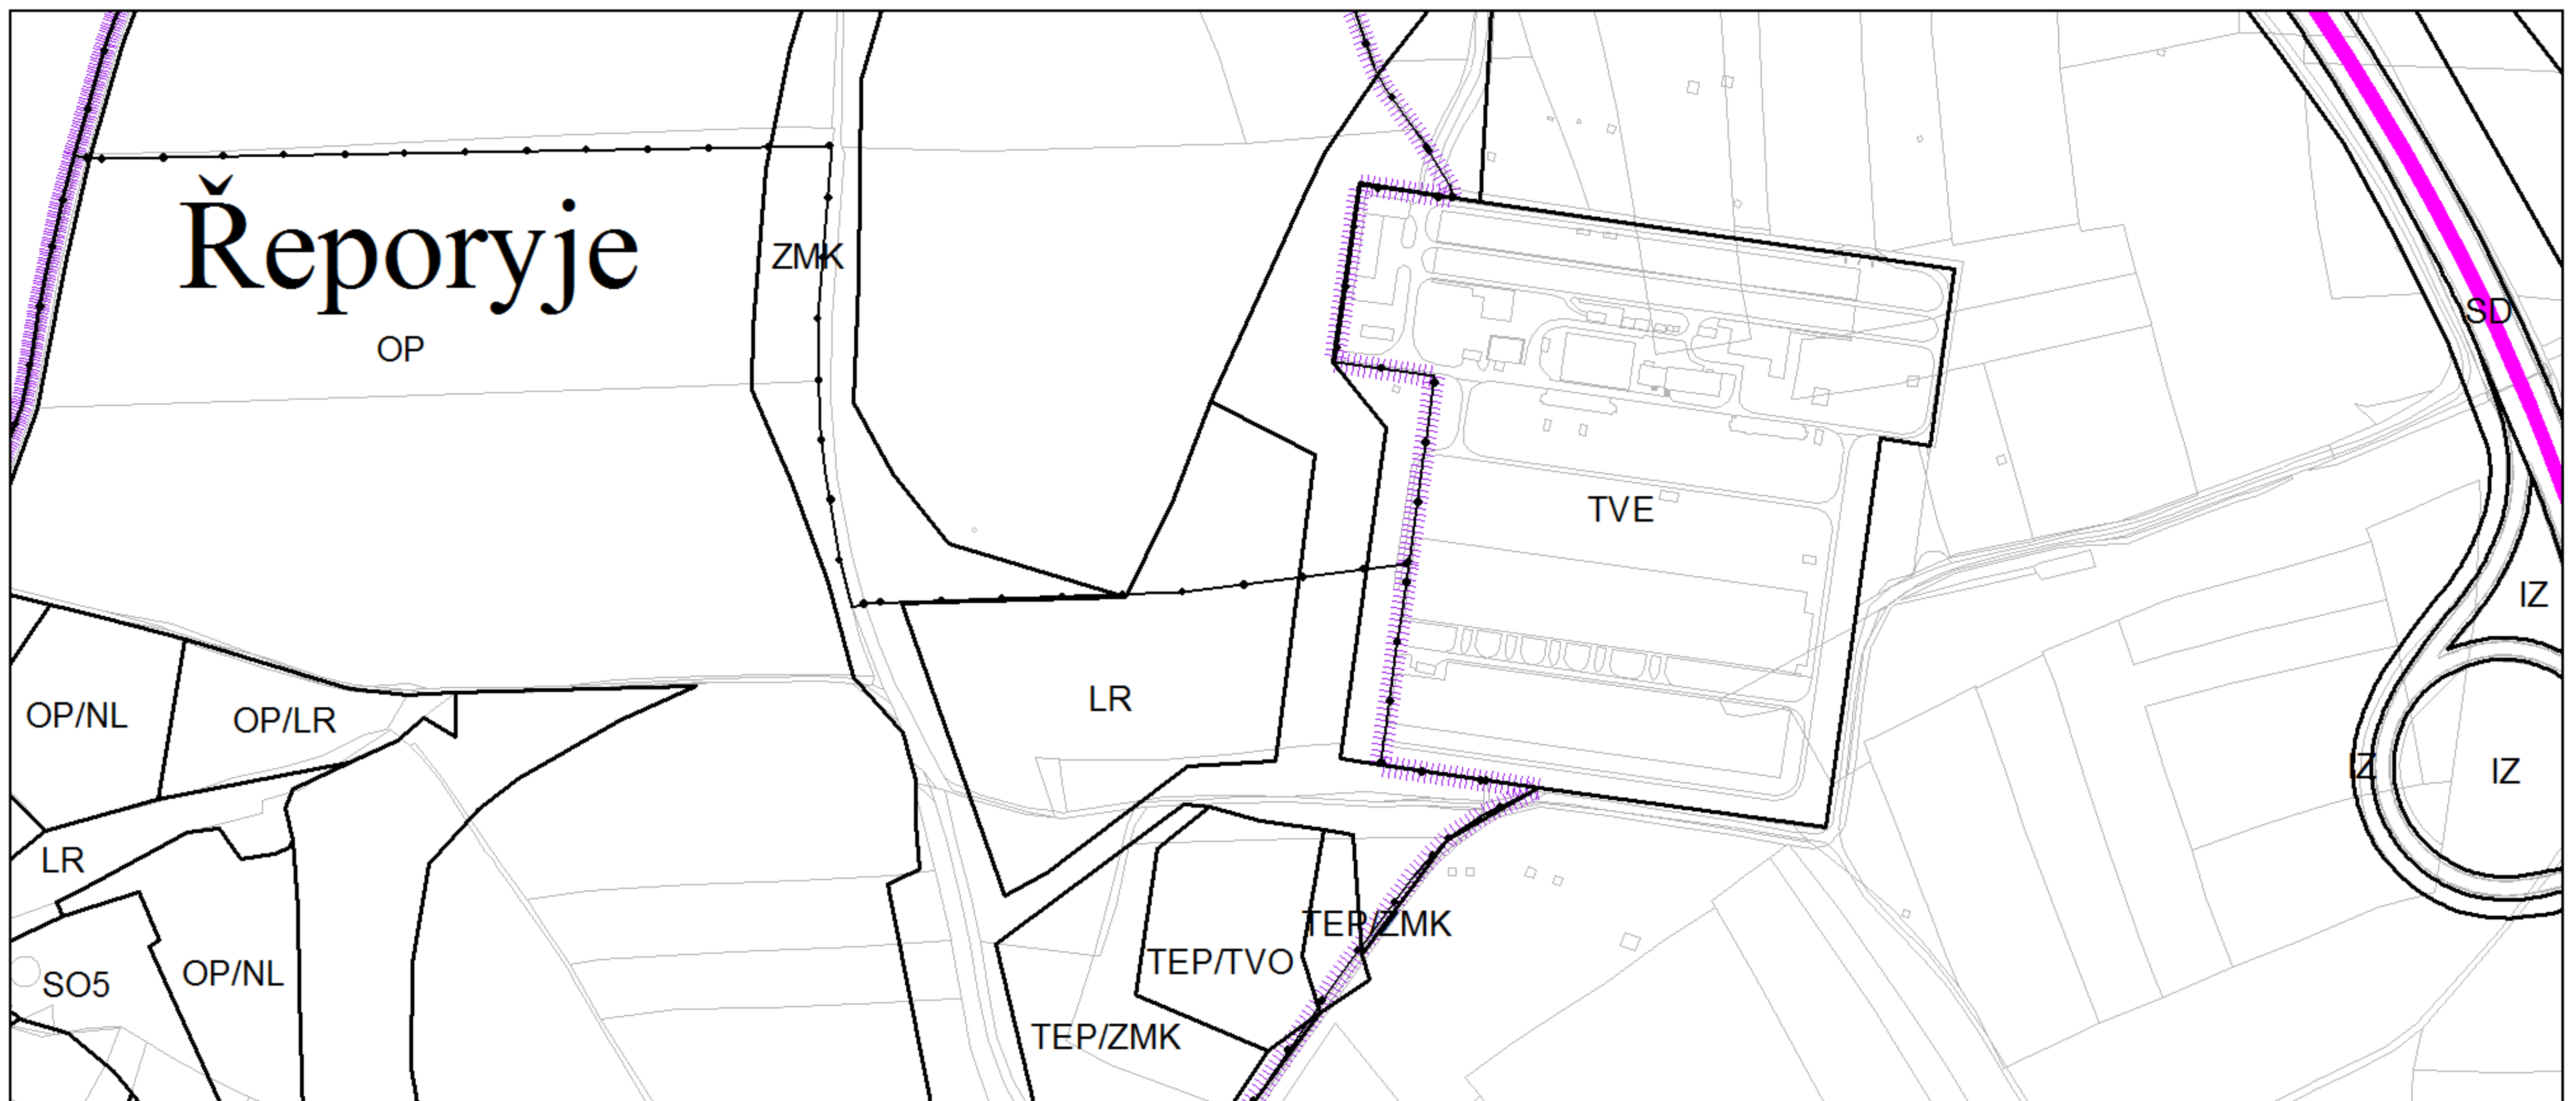 Řeporyje
ZMK
OP
SD
TVE
IZ
OP/NL
OP/LR
LR
IZ
IZ
LR
TEP/ZMK
TEP/TVO
OP/NL
SO5
TEP/ZMK